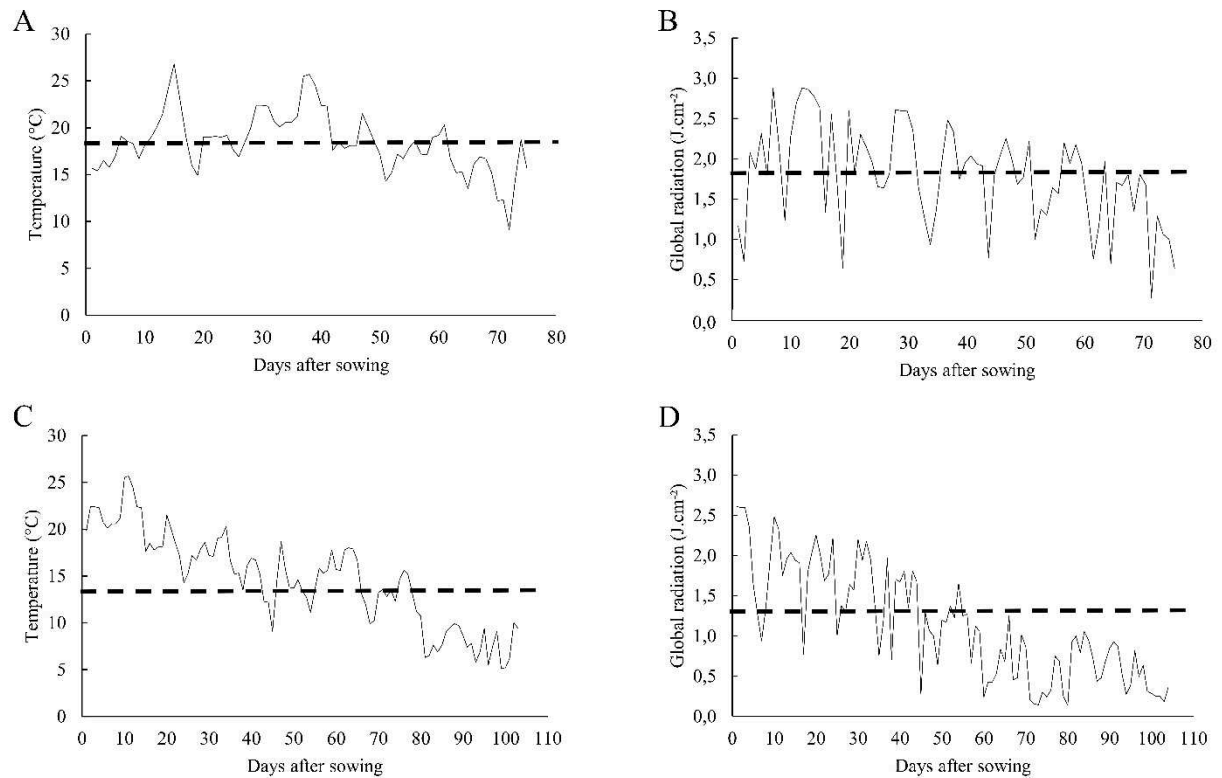 A
30
25
20
15
10
5
0
Temperature (°C)
0 10 20 30 40 50 60 70 80
Days after sowing
B
3,5
3,0
2,5
2,0
1,5
1,0
0,5
0,0
Global radiation (J.cm⁻²)
0 10 20 30 40 50 60 70 80
Days after sowing
C
30
25
20
15
10
5
0
Temperature (°C)
0 10 20 30 40 50 60 70 80 90 100 110
Days after sowing
D
3,5
3,0
2,5
2,0
1,5
1,0
0,5
0,0
Global radiation (J.cm⁻²)
0 10 20 30 40 50 60 70 80 90 100 110
Days after sowing